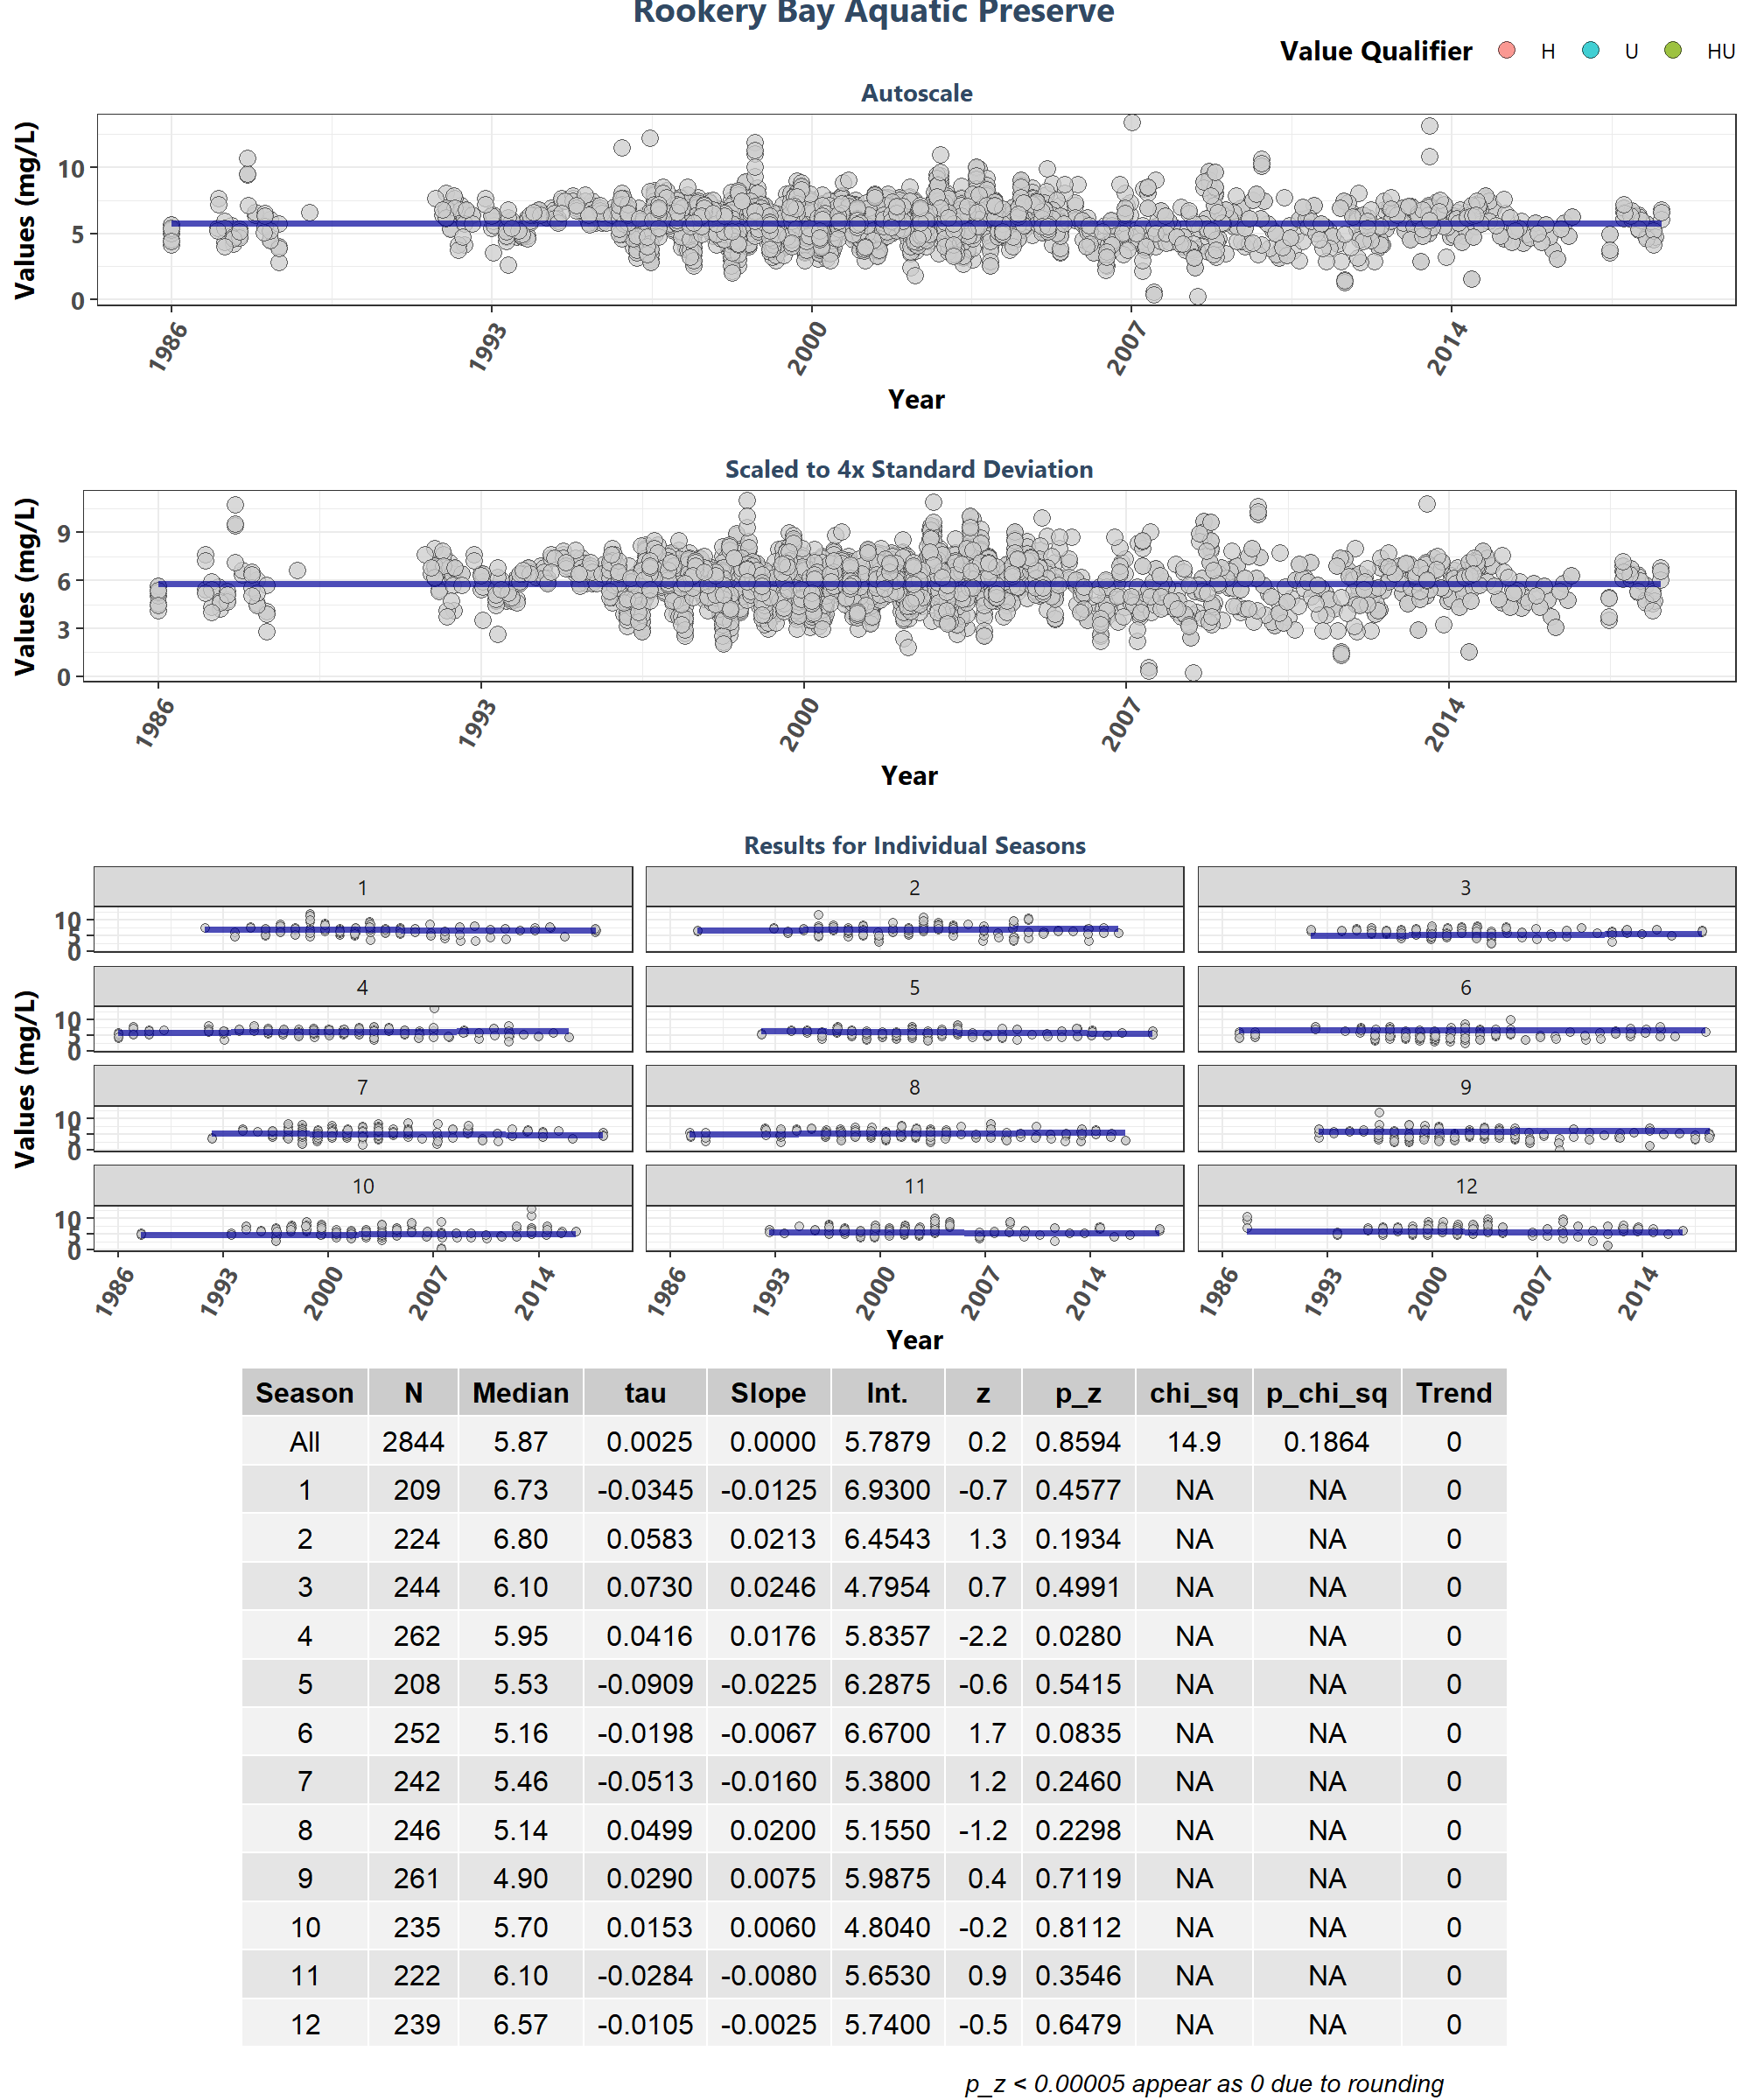 Rookery Bay Aquatic Preserve
Value Qualifier H U HU
Autoscale
Values (mg/L)
10
5
0
1986 1993 2000 2007 2014
Year
Scaled to 4x Standard Deviation
Values (mg/L)
9
6
3
0
1986 1993 2000 2007 2014
Year
Results for Individual Seasons
Values (mg/L)
1 2 3
10
5
0
4 5 6
10
5
0
7 8 9
10
5
0
10 11 12
10
5
0
1986 1993 2000 2007 2014 1986 1993 2000 2007 2014 1986 1993 2000 2007 2014
Year
Season N Median tau Slope Int. z p_z chi_sq p_chi_sq Trend
All 2844 5.87 0.0025 0.0000 5.7879 0.2 0.8594 14.9 0.1864 0
1 209 6.73 -0.0345 -0.0125 6.9300 -0.7 0.4577 NA NA 0
2 224 6.80 0.0583 0.0213 6.4543 1.3 0.1934 NA NA 0
3 244 6.10 0.0730 0.0246 4.7954 0.7 0.4991 NA NA 0
4 262 5.95 0.0416 0.0176 5.8357 -2.2 0.0280 NA NA 0
5 208 5.53 -0.0909 -0.0225 6.2875 -0.6 0.5415 NA NA 0
6 252 5.16 -0.0198 -0.0067 6.6700 1.7 0.0835 NA NA 0
7 242 5.46 -0.0513 -0.0160 5.3800 1.2 0.2460 NA NA 0
8 246 5.14 0.0499 0.0200 5.1550 -1.2 0.2298 NA NA 0
9 261 4.90 0.0290 0.0075 5.9875 0.4 0.7119 NA NA 0
10 235 5.70 0.0153 0.0060 4.8040 -0.2 0.8112 NA NA 0
11 222 6.10 -0.0284 -0.0080 5.6530 0.9 0.3546 NA NA 0
12 239 6.57 -0.0105 -0.0025 5.7400 -0.5 0.6479 NA NA 0
p_z < 0.00005 appear as 0 due to rounding